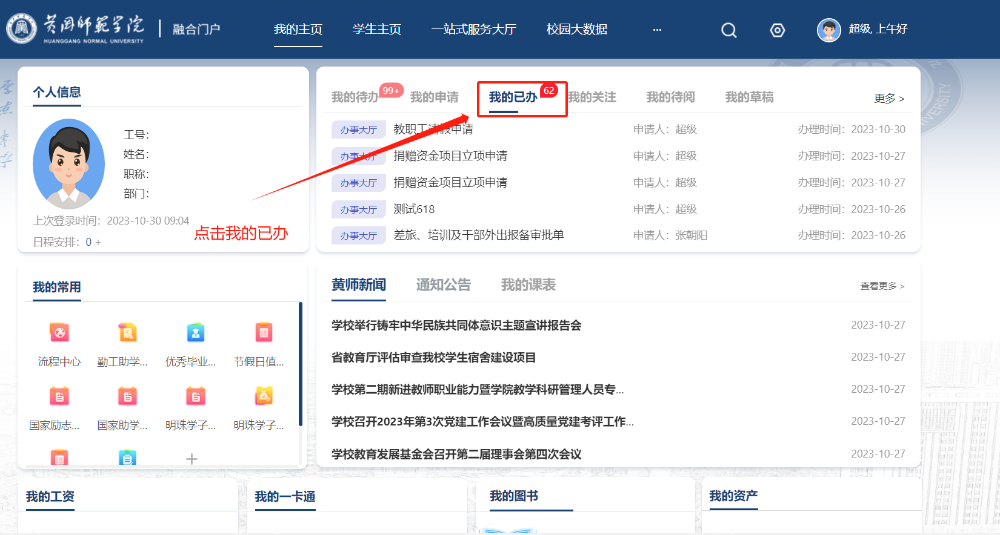 黄冈师范学院
HUANGGANG NORMAL UNIVERSITY
融合门户
我的主页 学生主页 一站式服务大厅 校园大数据 ...
超级, 上午好
个人信息
工号：
姓名：
职称：
部门：
上次登录时间：2023-10-30 09:04
日程安排：0 +
点击我的已办
我的待办 99+ 我的申请 我的已办 62 我的关注 我的待阅 我的草稿 更多 >
办事大厅 教职工请假申请 申请人：超级 办理时间：2023-10-30
办事大厅 捐赠资金项目立项申请 申请人：超级 办理时间：2023-10-27
办事大厅 捐赠资金项目立项申请 申请人：超级 办理时间：2023-10-27
办事大厅 测试618 申请人：超级 办理时间：2023-10-26
办事大厅 差旅、培训及干部外出报备审批单 申请人：张朝阳 办理时间：2023-10-26
我的常用
流程中心 勤工助学... 优秀毕业... 节假日值...
国家励志... 国家助学... 明珠学子... 明珠学子...
黄师新闻 通知公告 我的课表 查看更多 >
学校举行铸牢中华民族共同体意识主题宣讲报告会 2023-10-27
省教育厅评估审查我校学生宿舍建设项目 2023-10-27
学校第二期新进教师职业能力暨学院教学科研管理人员专... 2023-10-27
学校召开2023年第3次党建工作会议暨高质量党建考评工作... 2023-10-27
学校教育发展基金会召开第二届理事会第四次会议 2023-10-27
我的工资 我的一卡通 我的图书 我的资产